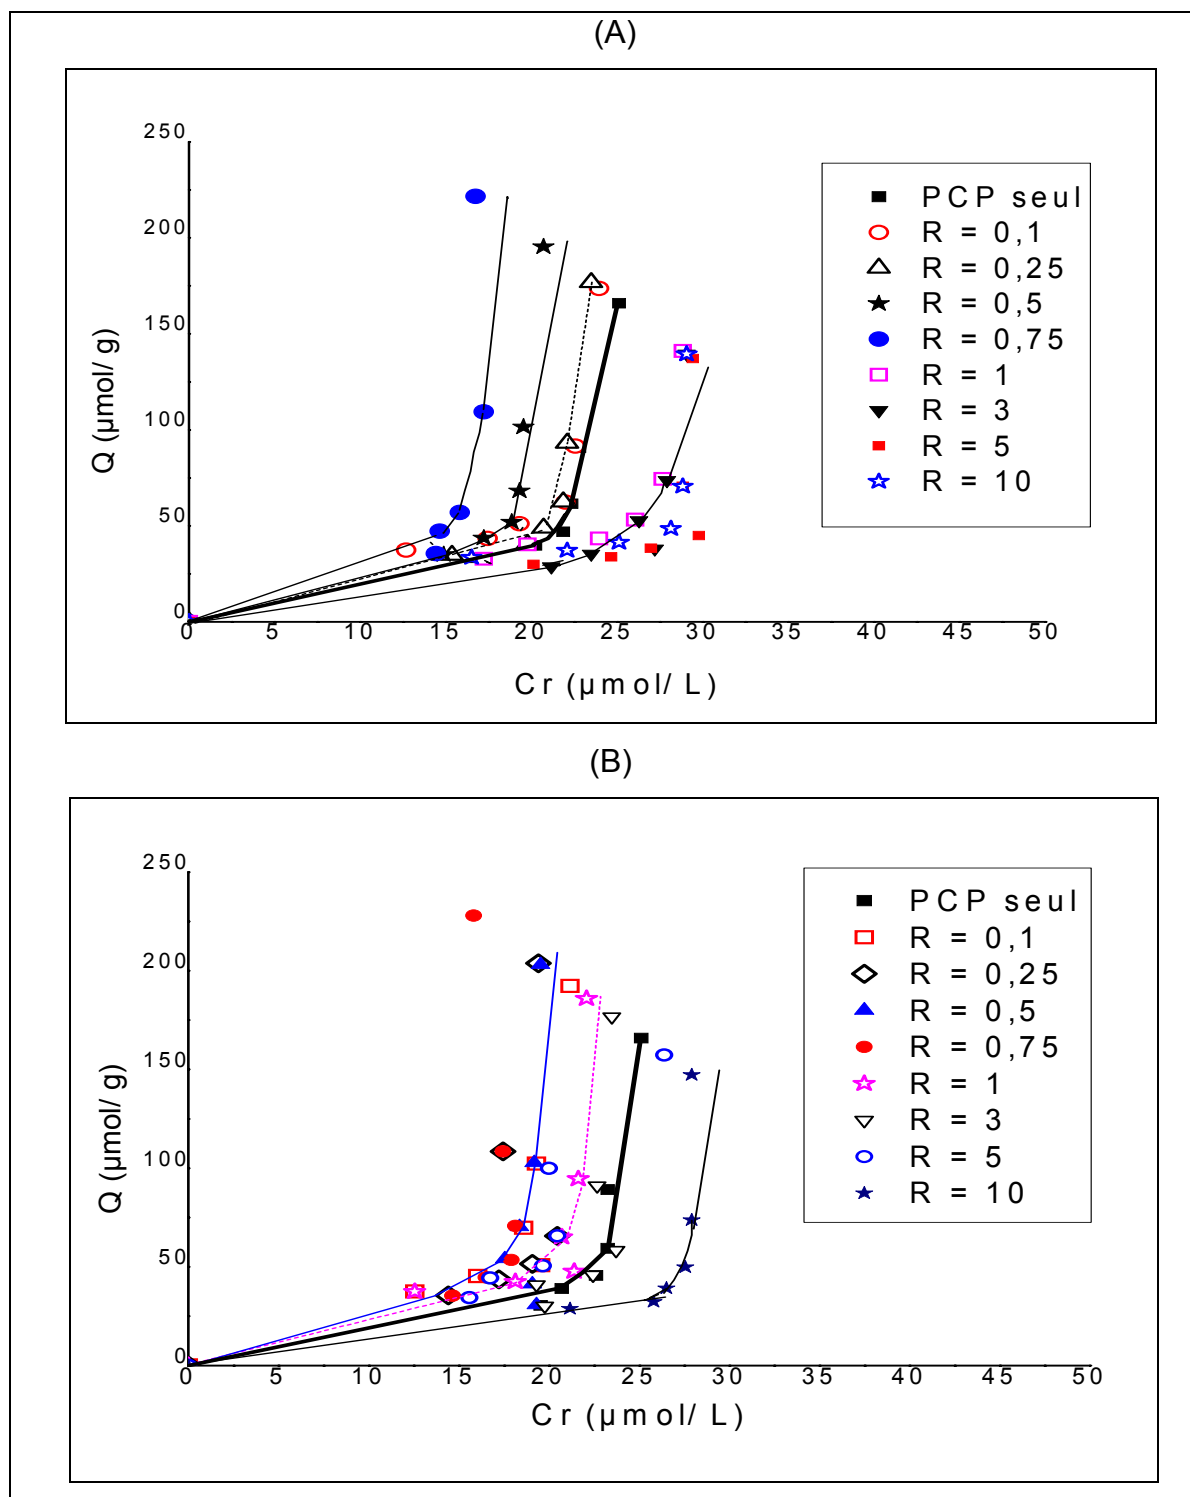 (A)
250
200
150
100
50
0
Q (µmol/ g)
0 5 10 15 20 25 30 35 40 45 50
Cr (µmol/ L)
PCP seul
R = 0,1
R = 0,25
R = 0,5
R = 0,75
R = 1
R = 3
R = 5
R = 10
(B)
250
200
150
100
50
0
Q (µmol/ g)
0 5 10 15 20 25 30 35 40 45 50
Cr (µmol/ L)
PCP seul
R = 0,1
R = 0,25
R = 0,5
R = 0,75
R = 1
R = 3
R = 5
R = 10